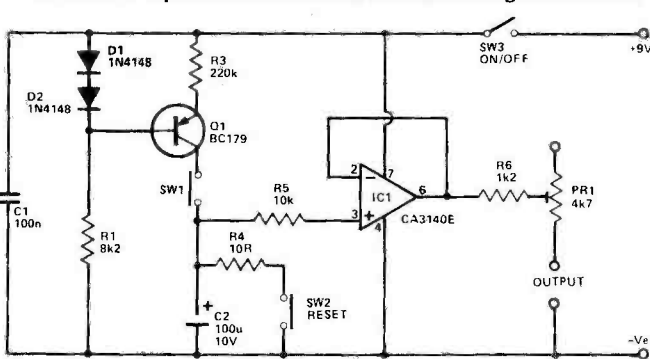 D1
1N4148
D2
1N4148
R3
220k
Q1
BC179
SW3
ON/OFF
+9V
SW1
R5
10k
2
7
−
IC1
6
3
+
4
CA3140E
R6
1k2
PR1
4k7
C1
100n
R1
8k2
R4
10R
+
C2
100u
10V
SW2
RESET
OUTPUT
−Ve